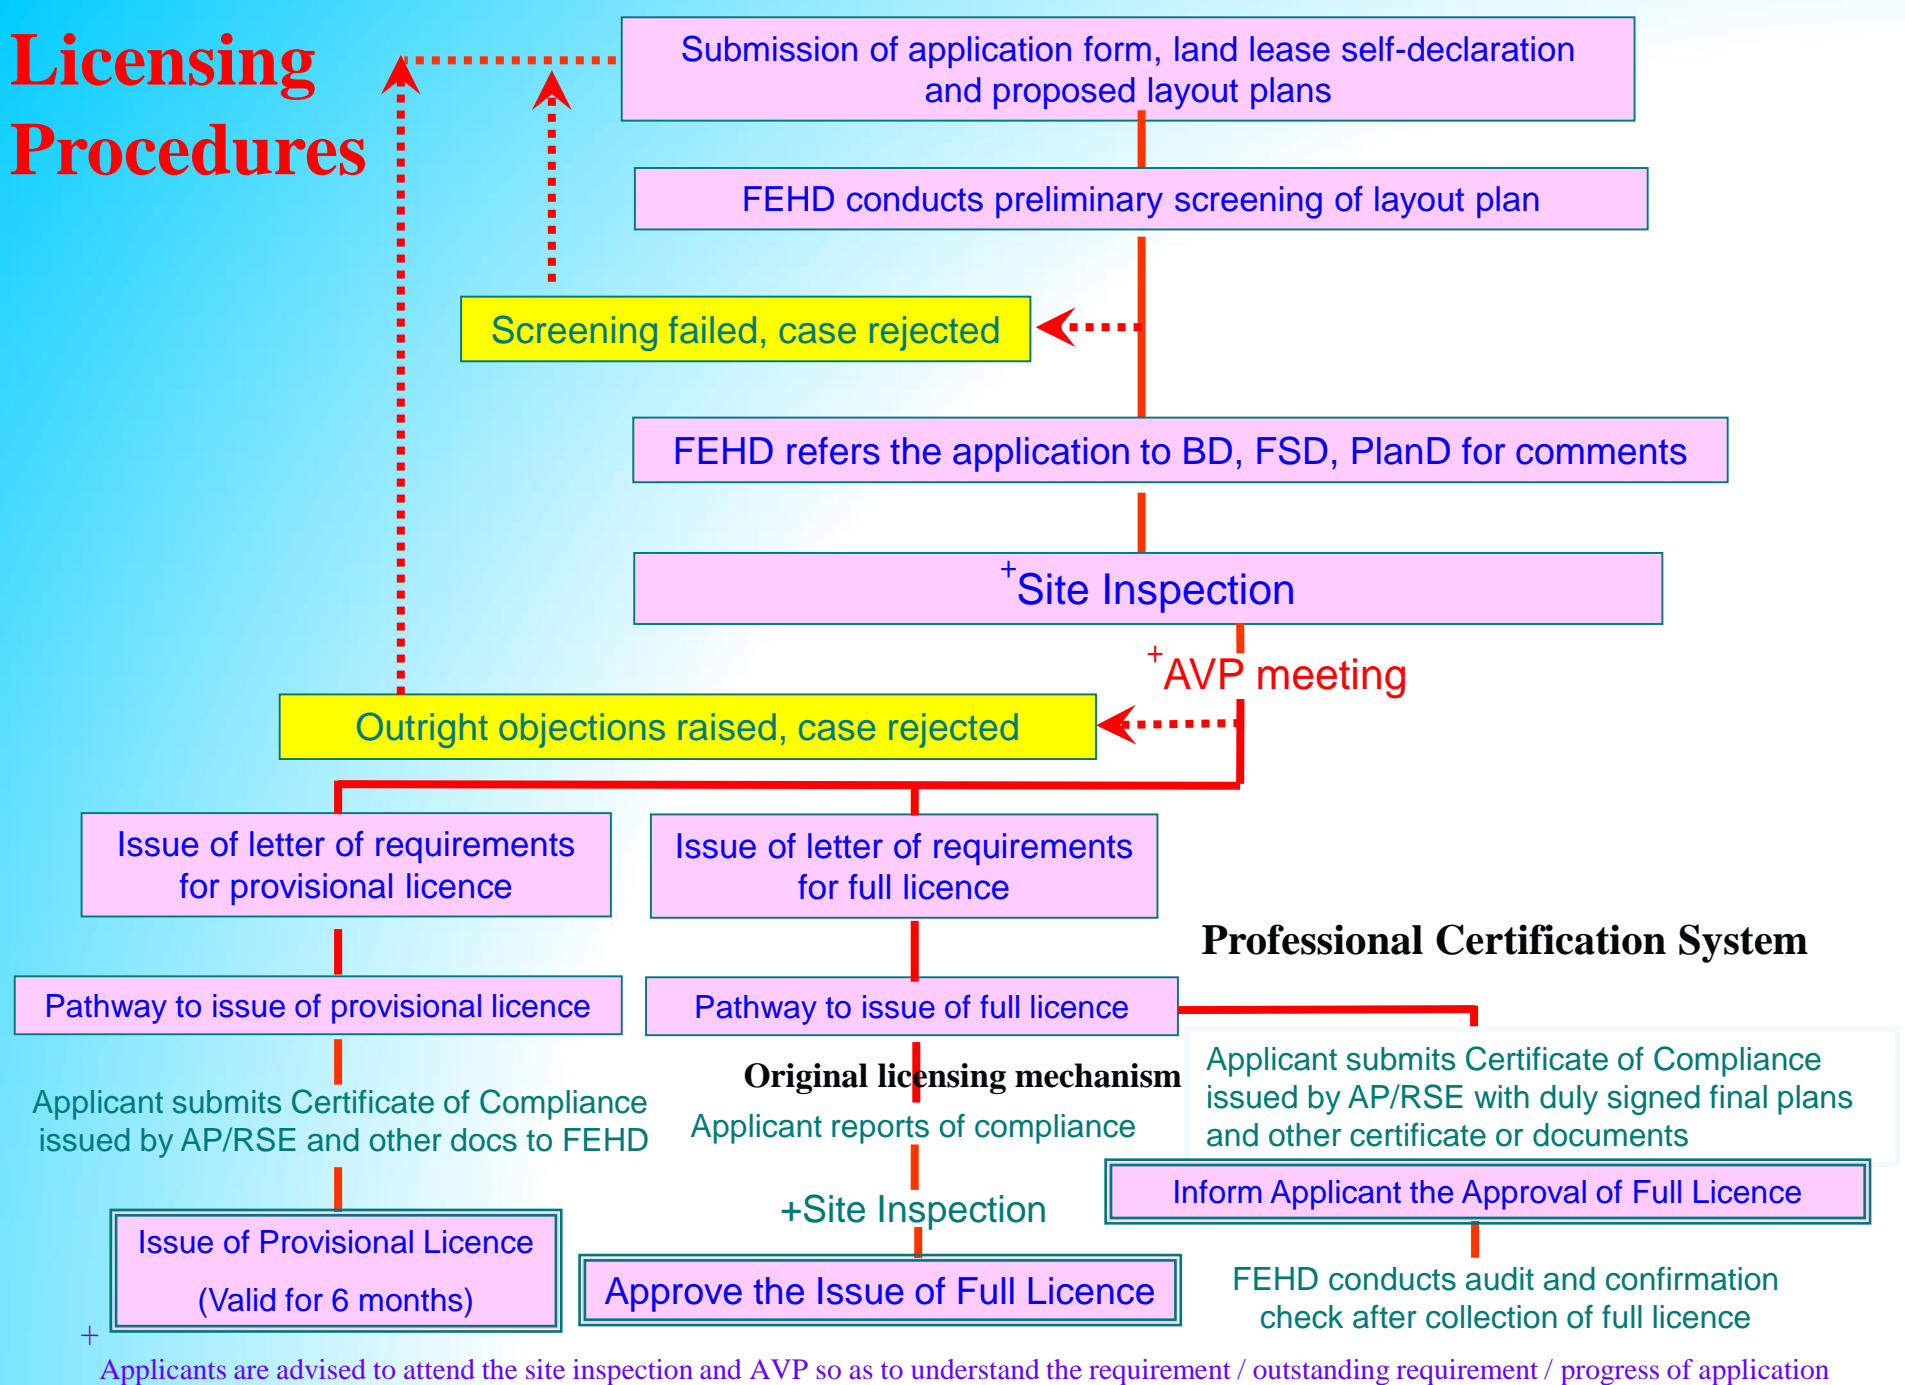 Licensing
Procedures
Submission of application form, land lease self-declaration
and proposed layout plans
FEHD conducts preliminary screening of layout plan
Screening failed, case rejected
FEHD refers the application to BD, FSD, PlanD for comments
+Site Inspection
+AVP meeting
Outright objections raised, case rejected
Issue of letter of requirements
for provisional licence
Issue of letter of requirements
for full licence
Professional Certification System
Pathway to issue of provisional licence
Pathway to issue of full licence
Original licensing mechanism
Applicant submits Certificate of Compliance
issued by AP/RSE and other docs to FEHD
Applicant reports of compliance
Applicant submits Certificate of Compliance
issued by AP/RSE with duly signed final plans
and other certificate or documents
+Site Inspection
Inform Applicant the Approval of Full Licence
Issue of Provisional Licence
(Valid for 6 months)
Approve the Issue of Full Licence
FEHD conducts audit and confirmation
check after collection of full licence
+
Applicants are advised to attend the site inspection and AVP so as to understand the requirement / outstanding requirement / progress of application